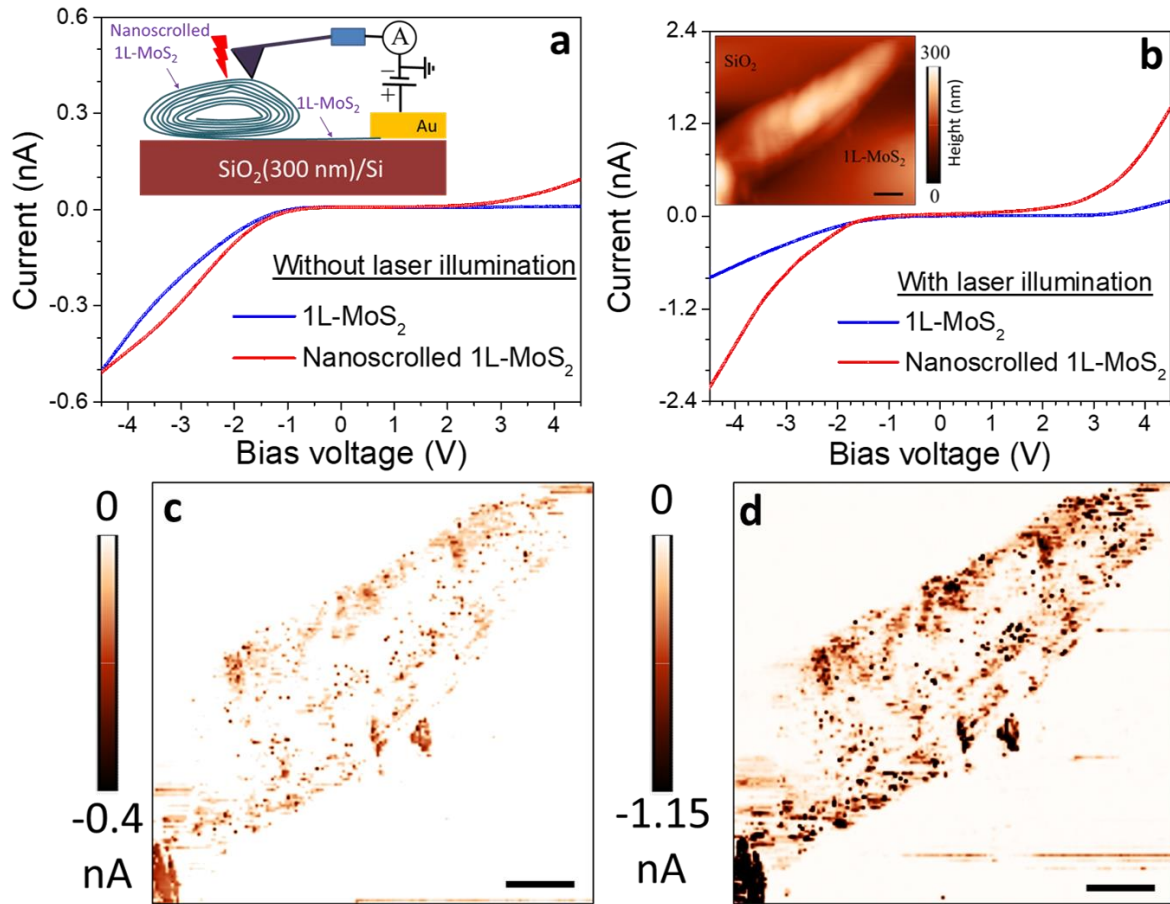 a
0.6
0.3
0.0
-0.3
-0.6
Current (nA)
Nanoscrolled
1L-MoS₂
A
1L-MoS₂
Au
SiO₂(300 nm)/Si
− 
+
Without laser illumination
1L-MoS₂
Nanoscrolled 1L-MoS₂
-4 -3 -2 -1 0 1 2 3 4
Bias voltage (V)
b
2.4
1.2
0.0
-1.2
-2.4
Current (nA)
SiO₂
1L-MoS₂
300
0
Height (nm)
With laser illumination
1L-MoS₂
Nanoscrolled 1L-MoS₂
-4 -3 -2 -1 0 1 2 3 4
Bias voltage (V)
c
0
-0.4
nA
d
0
-1.15
nA